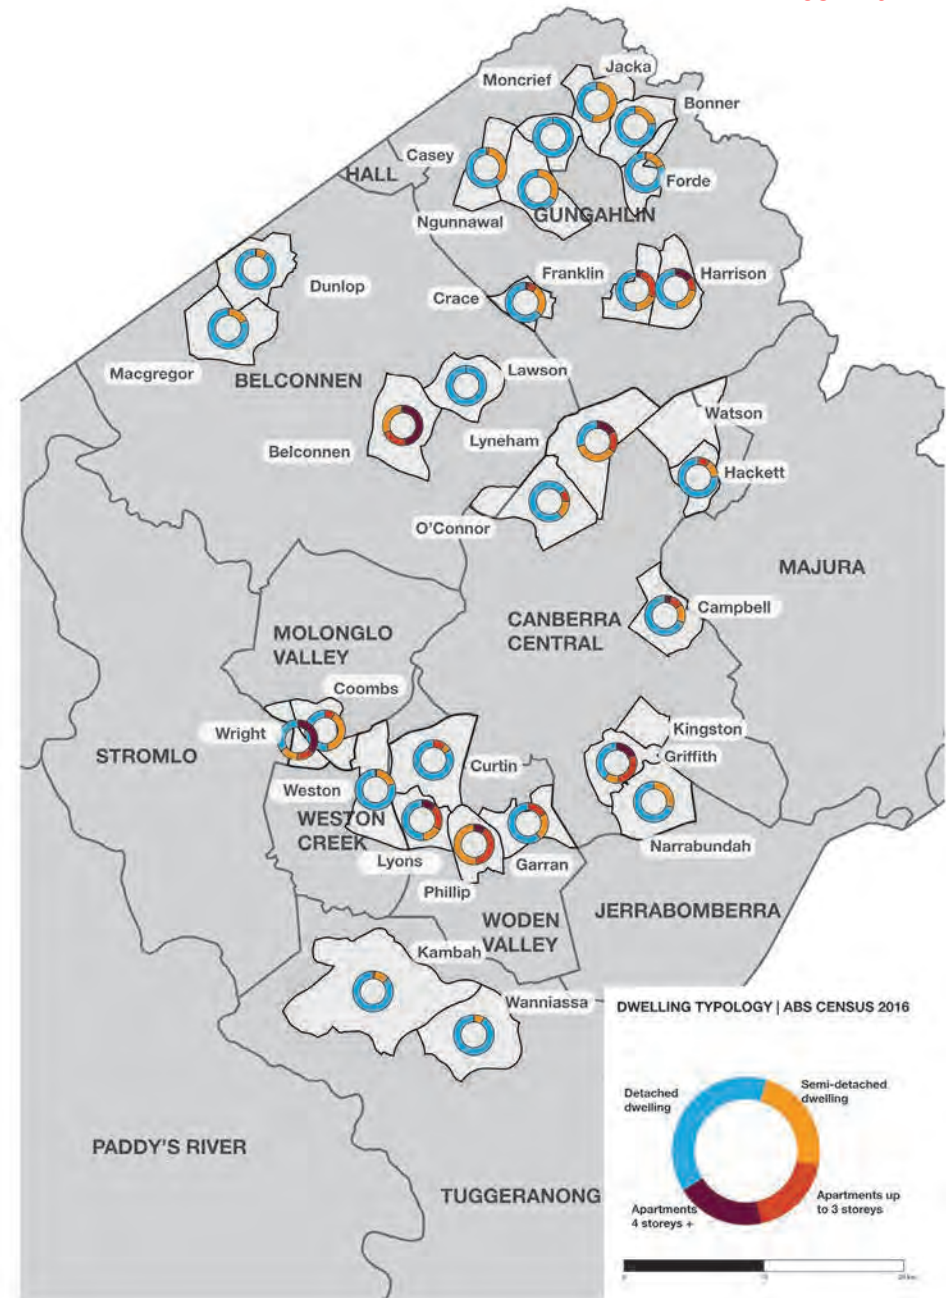 Jacka
Moncrief
Bonner
Casey
HALL
Forde
Ngunnawal
GUNGAHLIN
Franklin
Harrison
Dunlop
Crace
Macgregor
BELCONNEN
Lawson
Watson
Lyneham
Belconnen
Hackett
O'Connor
MAJURA
Campbell
CANBERRA
CENTRAL
MOLONGLO
VALLEY
Coombs
Wright
Kingston
STROMLO
Griffith
Curtin
Weston
WESTON
CREEK
Narrabundah
Lyons
Garran
Phillip
JERRABOMBERRA
WODEN
VALLEY
Kambah
Wanniassa
DWELLING TYPOLOGY | ABS CENSUS 2016
Detached
dwelling
Semi-detached
dwelling
PADDY'S RIVER
TUGGERANONG
Apartments
4 storeys +
Apartments up
to 3 storeys
0